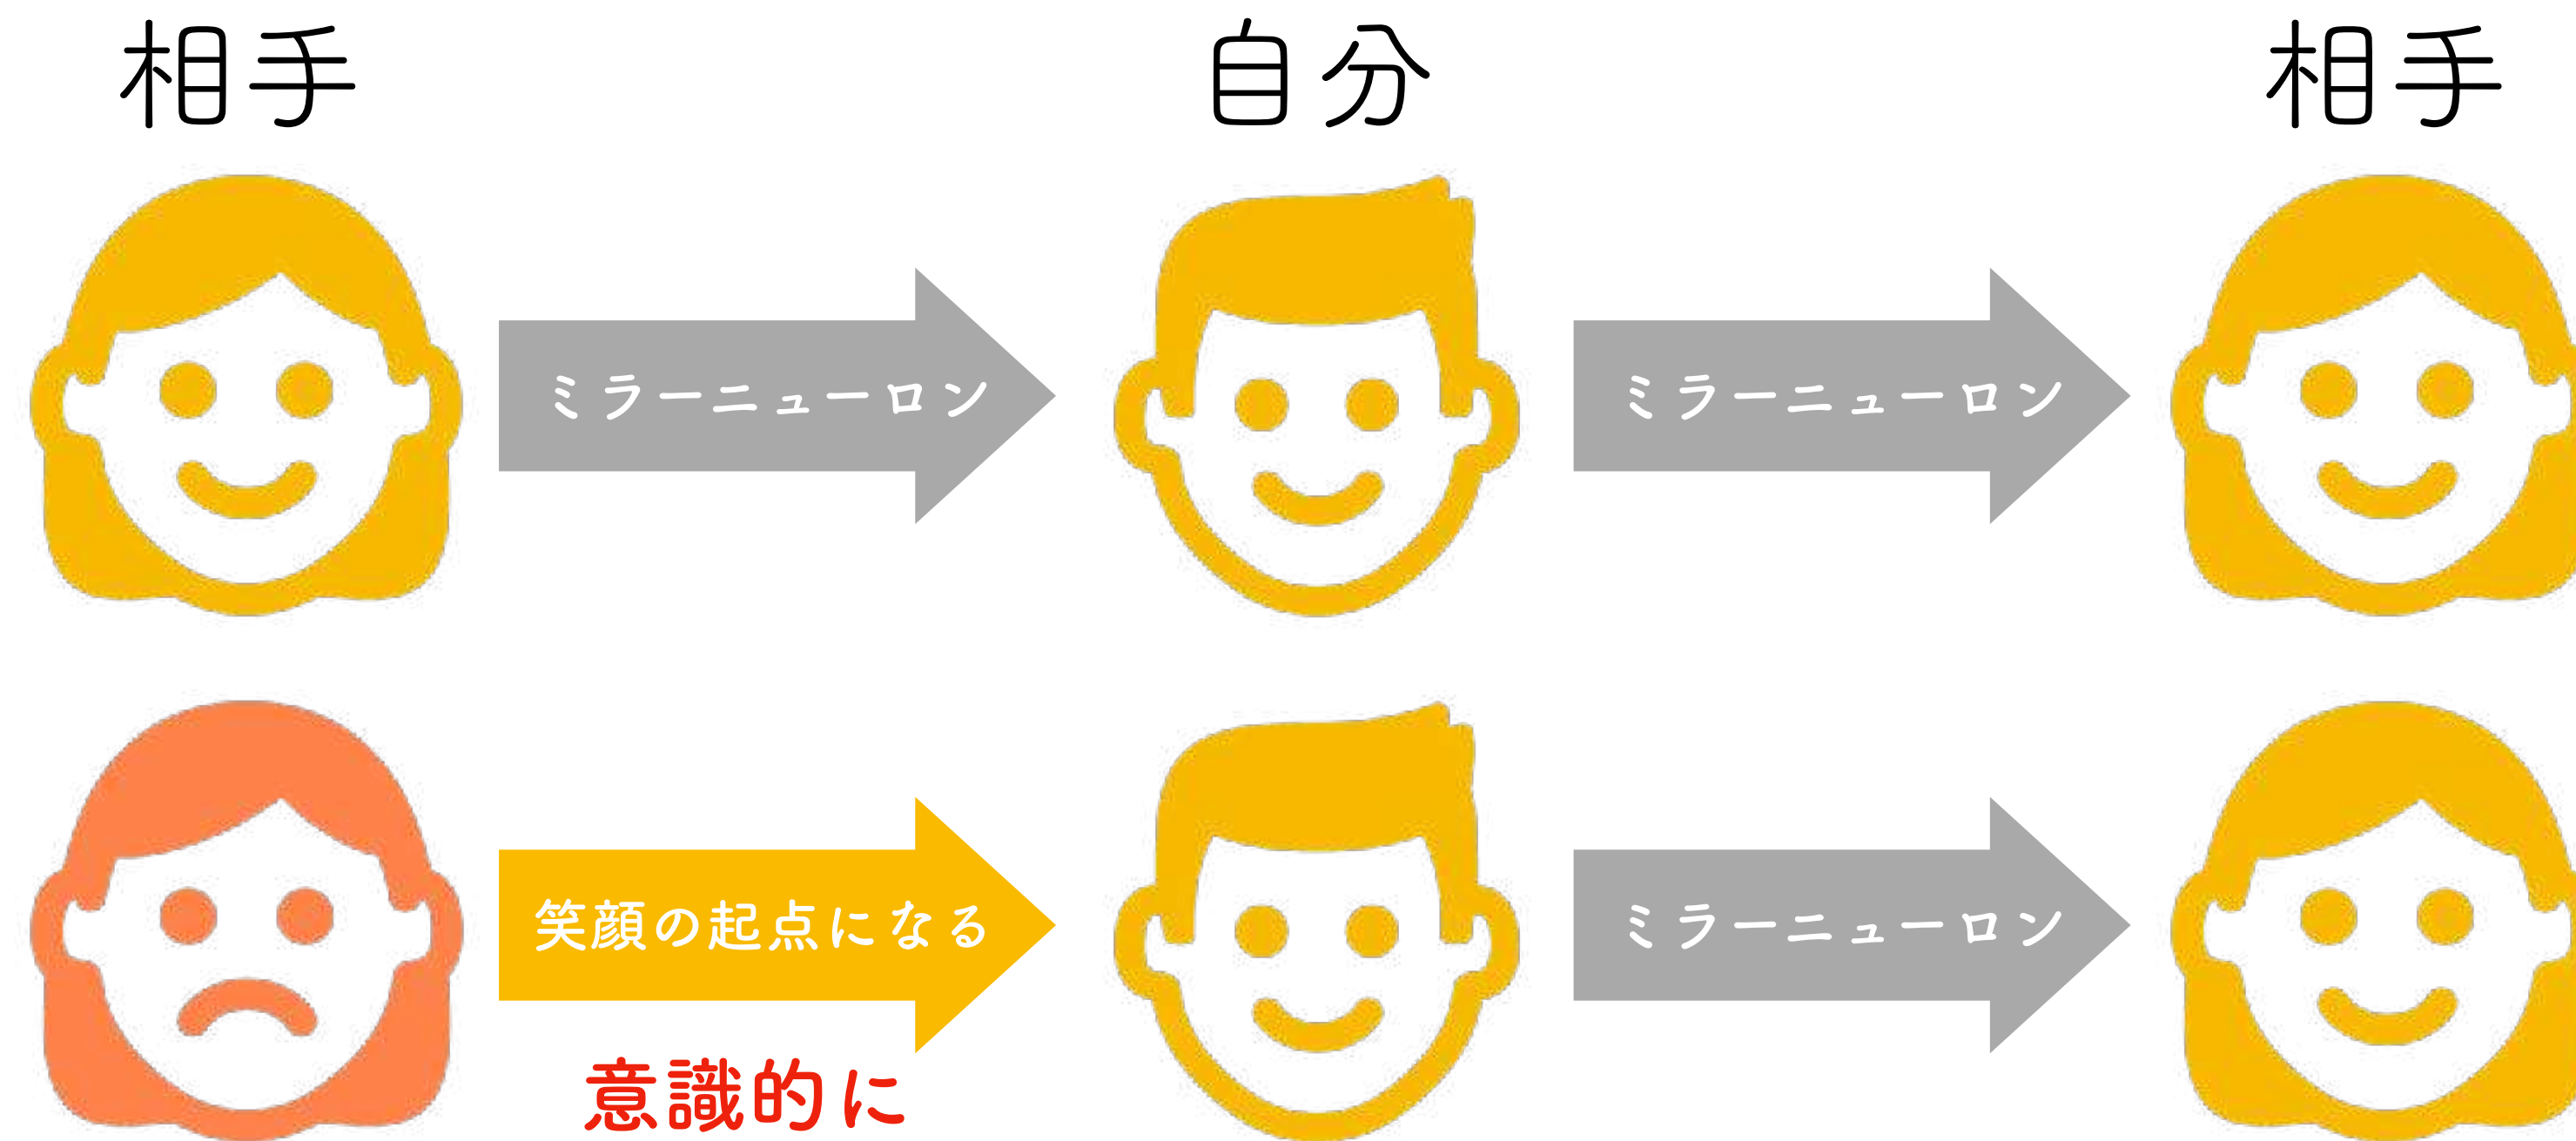 相手
自分
相手
ミラーニューロン
ミラーニューロン
笑顔の起点になる
ミラーニューロン
意識的に